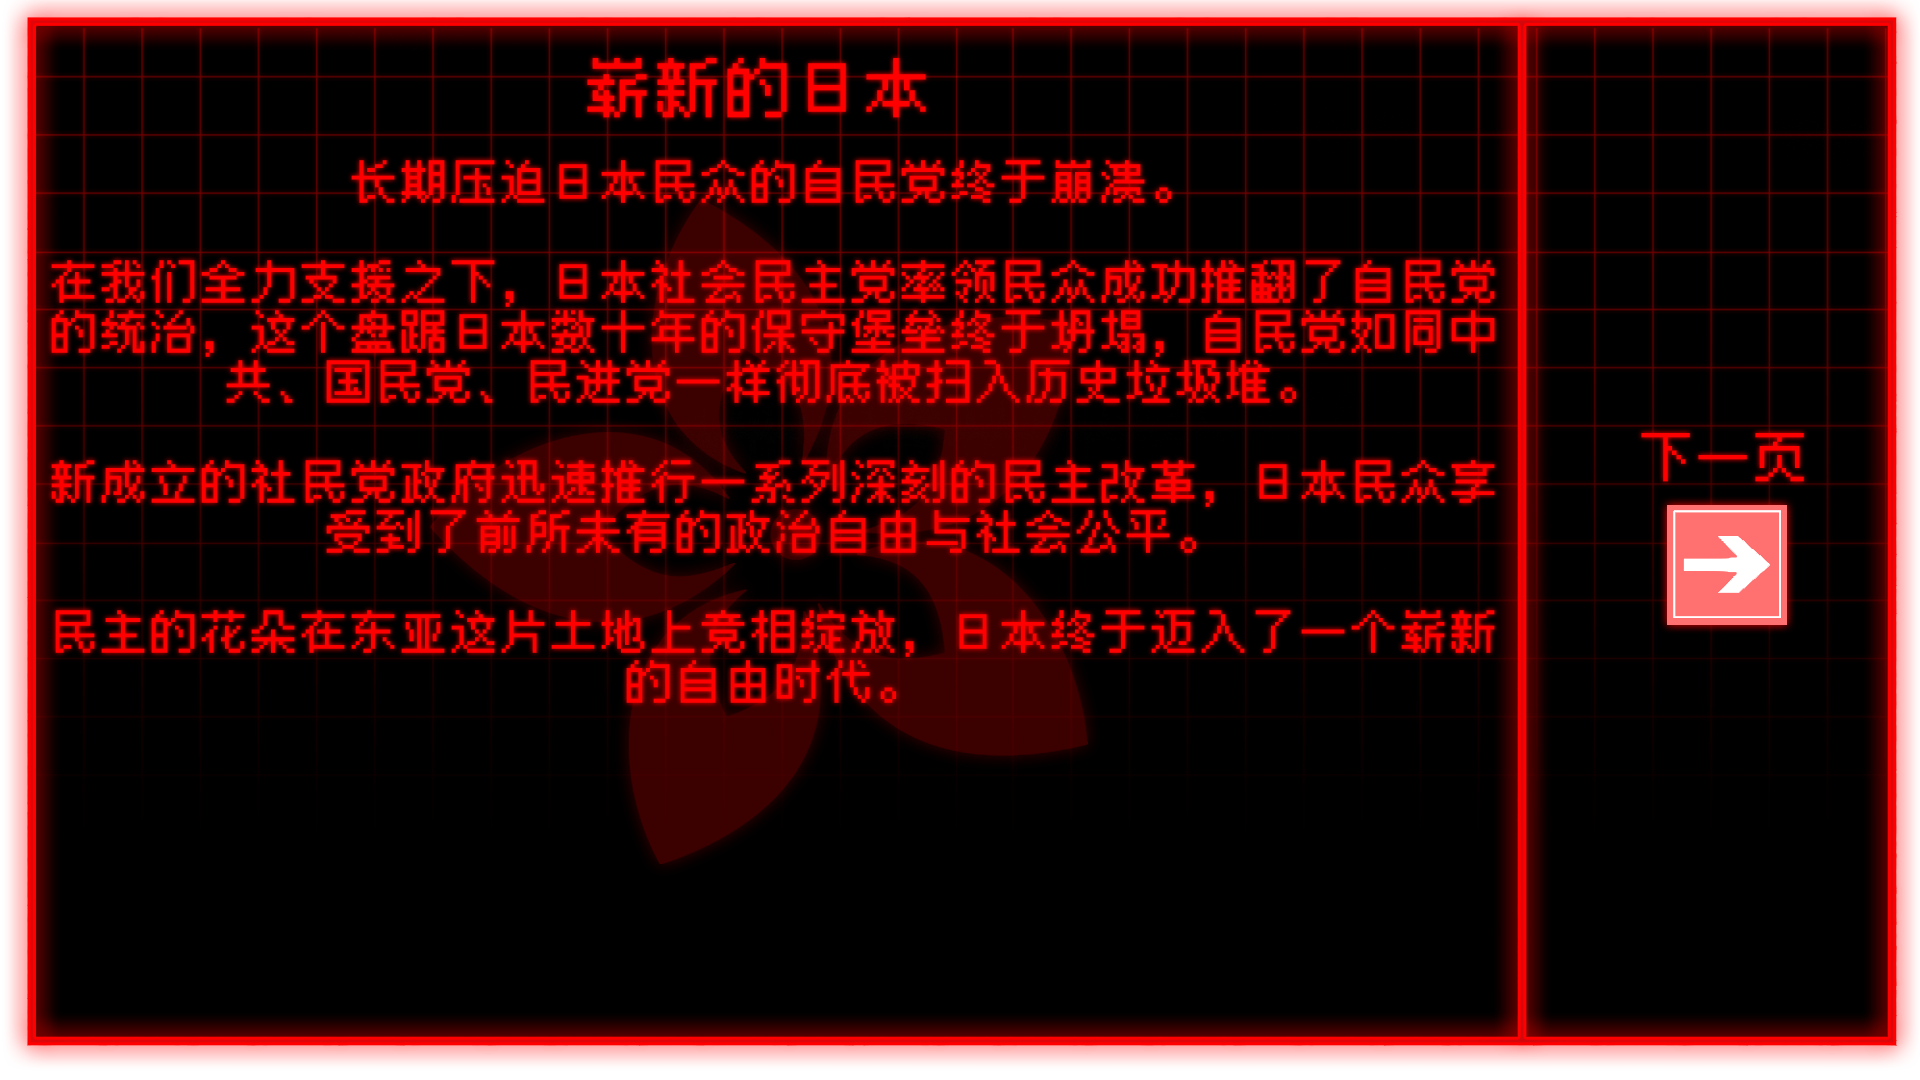 崭新的日本
长期压迫日本民众的自民党终于崩溃。
在我们全力支援之下，日本社会民主党率领民众成功推翻了自民党
的统治，这个盘踞日本数十年的保守堡垒终于坍塌，自民党如同中
共、国民党、民进党一样彻底被扫入历史垃圾堆。
新成立的社民党政府迅速推行一系列深刻的民主改革，日本民众享
受到了前所未有的政治自由与社会公平。
民主的花朵在东亚这片土地上竞相绽放，日本终于迈入了一个崭新
的自由时代。
下一页